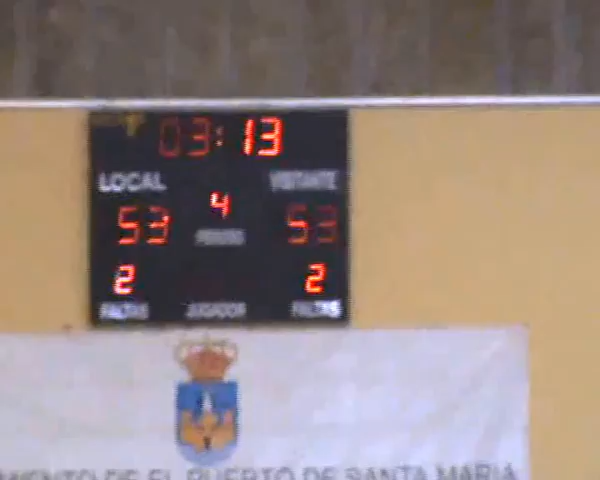 03:13
LOCAL VISITANTE
53 4 53
PERIODO
2 2
FALTAS JUGADOR FALTAS
MIENTO DE EL PUERTO DE SANTA MARIA